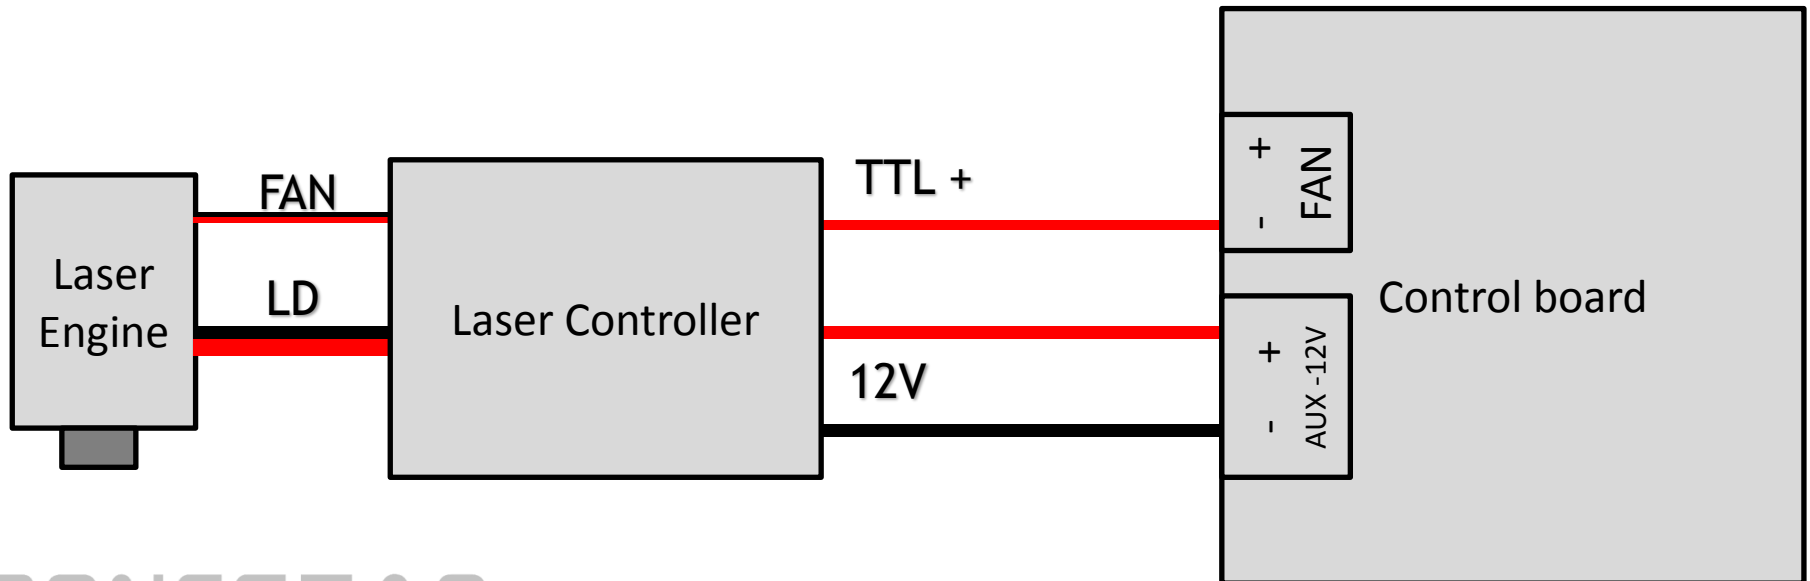 Laser
Engine
FAN
LD
Laser Controller
TTL +
12V
+
-
FAN
+
-
AUX -12V
Control board